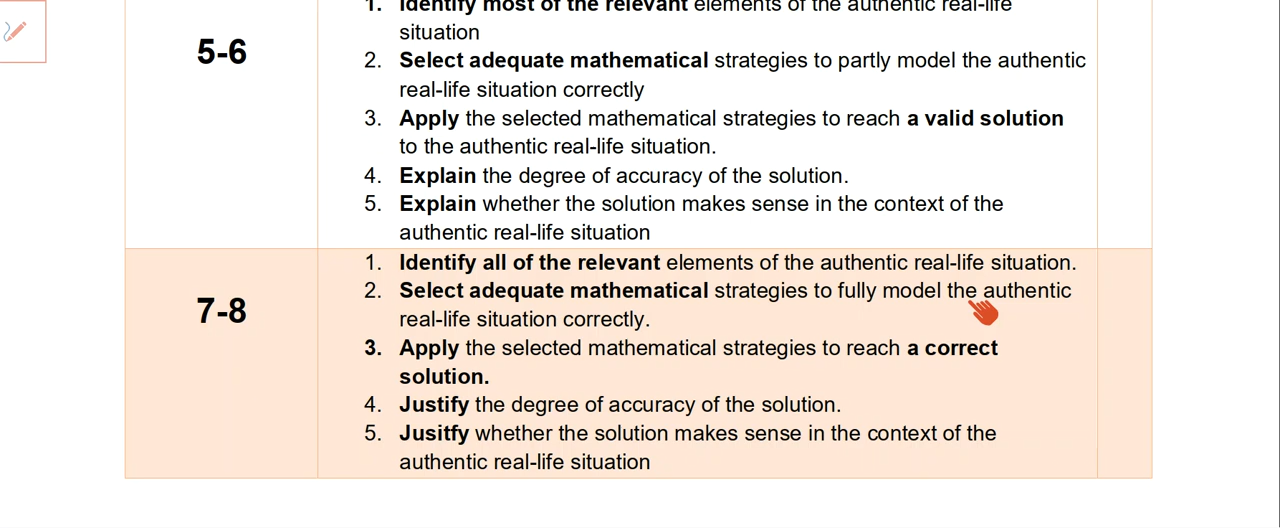 1. Identify most of the relevant elements of the authentic real-life
situation
5-6
2. Select adequate mathematical strategies to partly model the authentic
real-life situation correctly
3. Apply the selected mathematical strategies to reach a valid solution
to the authentic real-life situation.
4. Explain the degree of accuracy of the solution.
5. Explain whether the solution makes sense in the context of the
authentic real-life situation
1. Identify all of the relevant elements of the authentic real-life situation.
7-8
2. Select adequate mathematical strategies to fully model the authentic
real-life situation correctly.
3. Apply the selected mathematical strategies to reach a correct
solution.
4. Justify the degree of accuracy of the solution.
5. Jusitfy whether the solution makes sense in the context of the
authentic real-life situation